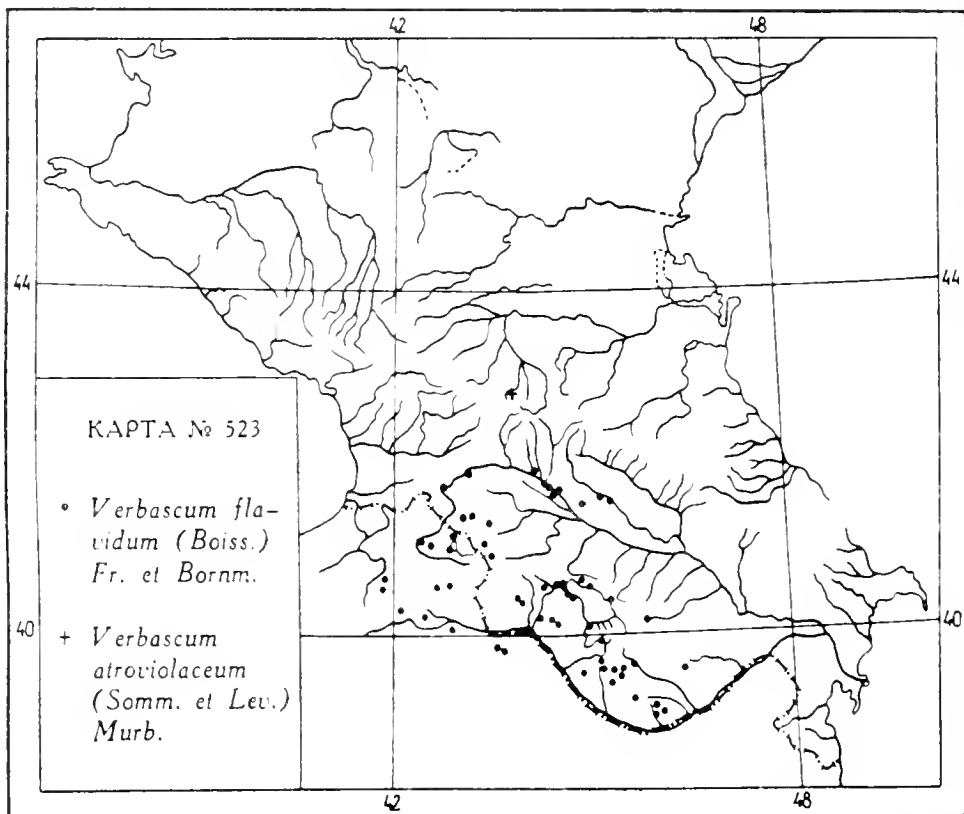 42
48
44
44
КАРТА № 523
• Verbascum fla-
vidum (Boiss.)
Fr. et Bornm.
+ Verbascum
atroviolaceum
(Somm. et Lev.)
Murb.
40
40
42
48